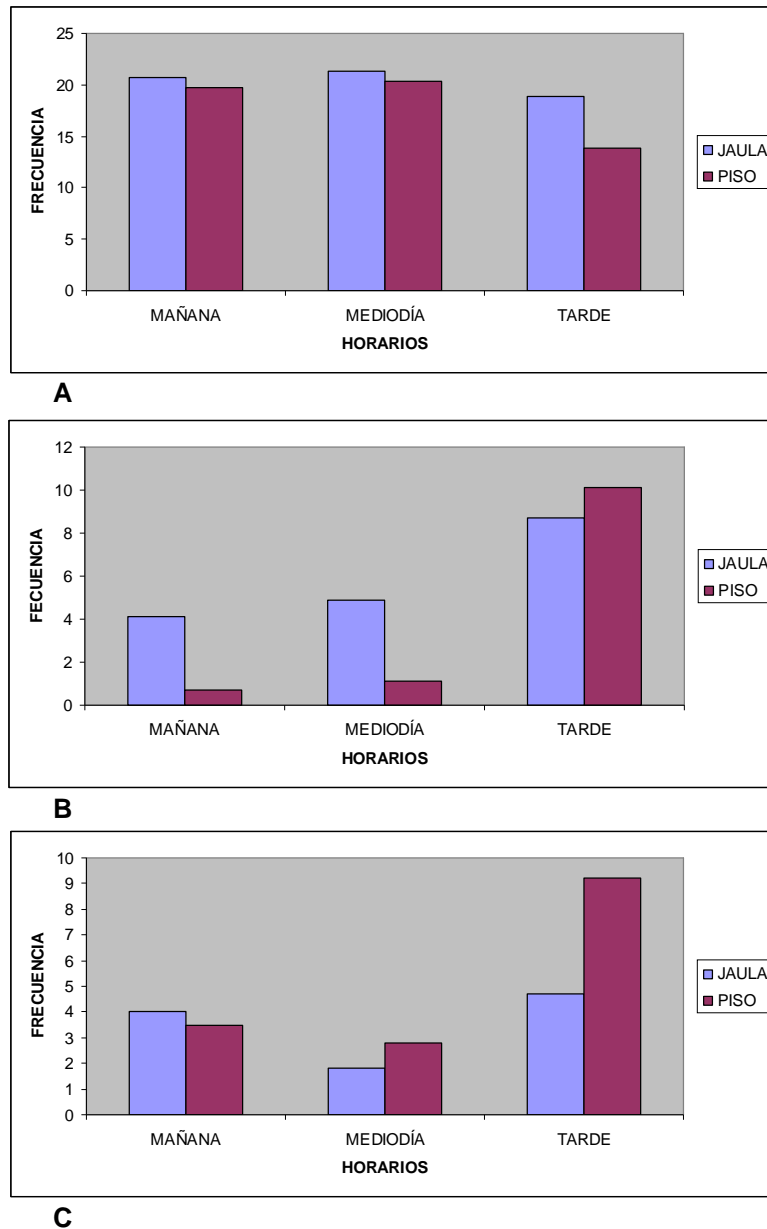 25
20
15
10
5
0
FRECUENCIA
MAÑANA MEDIODÍA TARDE
HORARIOS
JAULA
PISO
A
12
10
8
6
4
2
0
FECUENCIA
MAÑANA MEDIODÍA TARDE
HORARIOS
JAULA
PISO
B
10
9
8
7
6
5
4
3
2
1
0
FRECUENCIA
MAÑANA MEDIODÍA TARDE
HORARIOS
JAULA
PISO
C